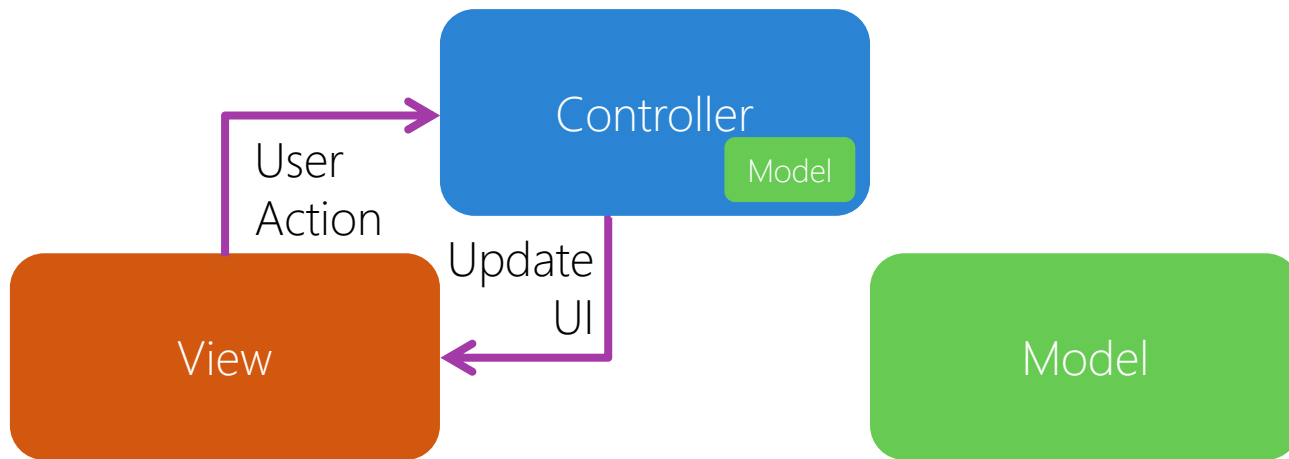 Controller
Model
User
Action
Update
UI
View
Model